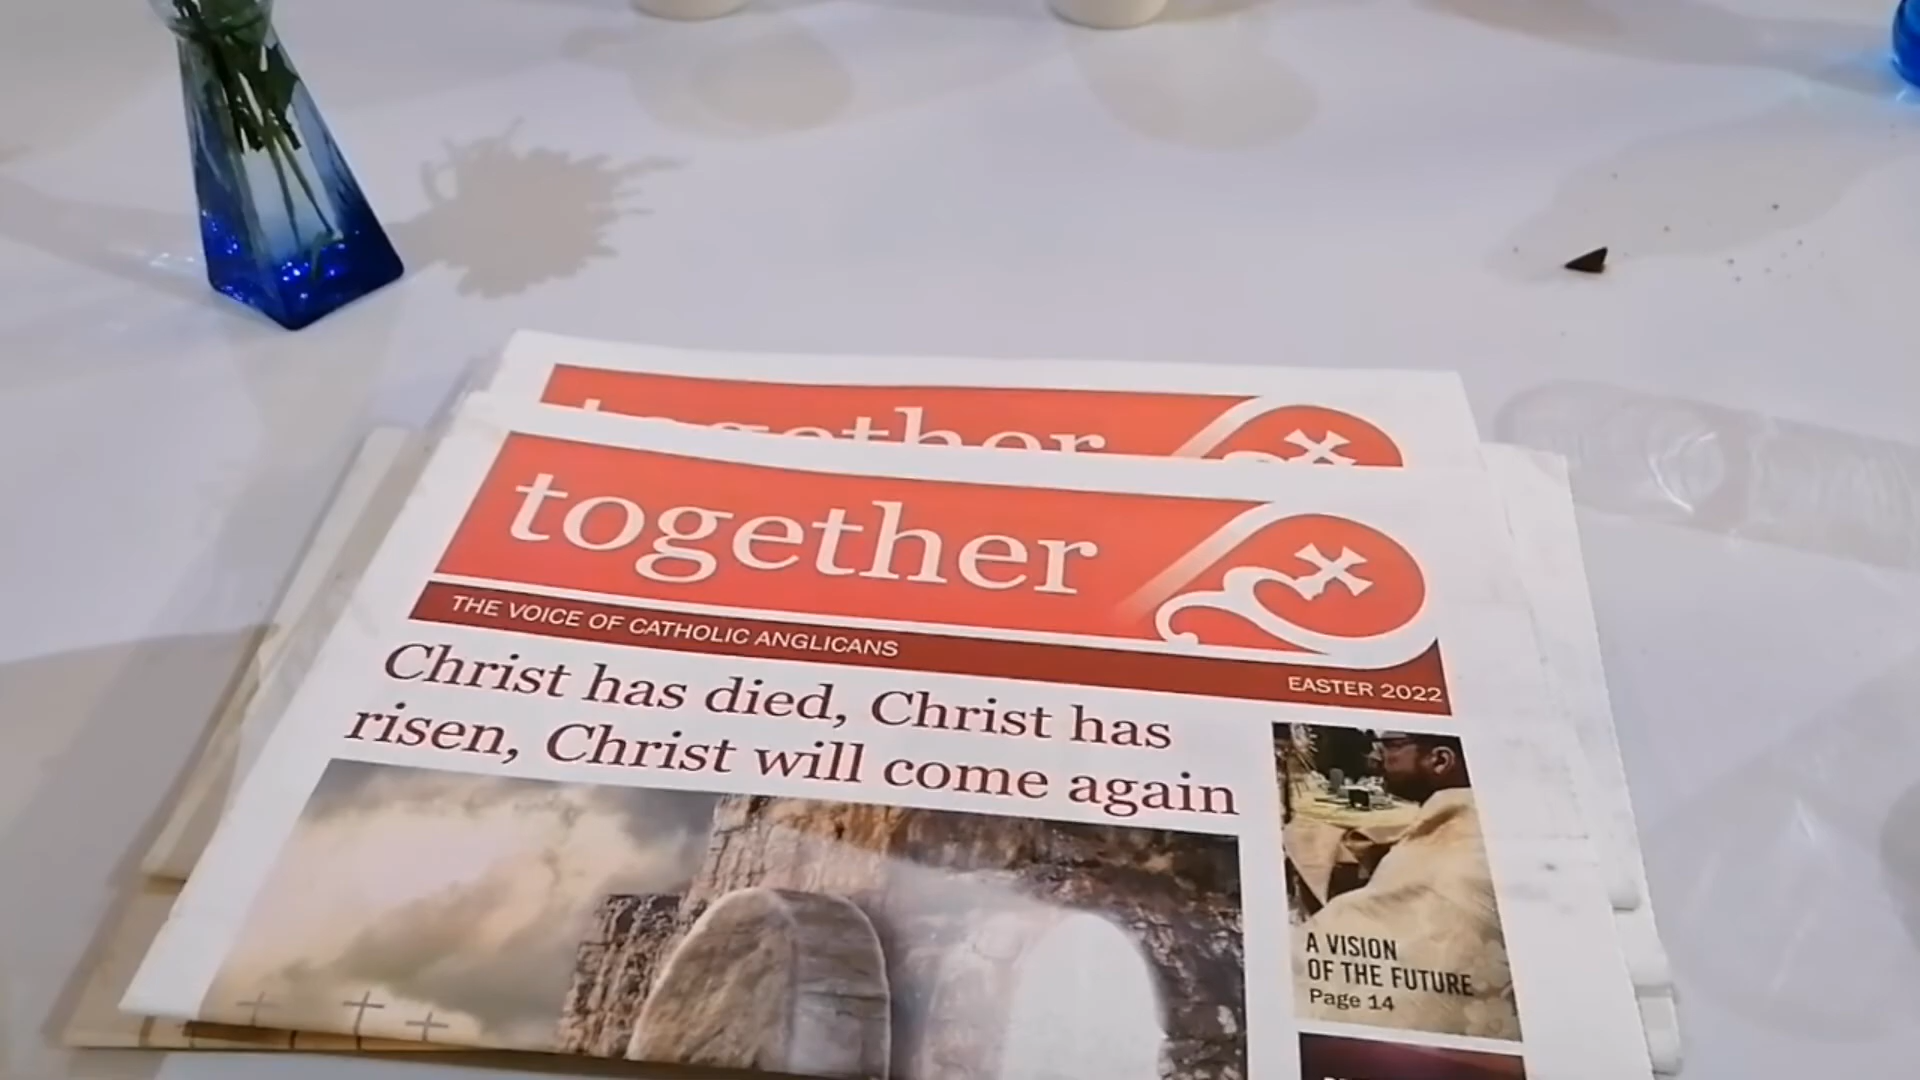 together
together
THE VOICE OF CATHOLIC ANGLICANS
EASTER 2022
Christ has died, Christ has
risen, Christ will come again
A VISION
OF THE FUTURE
Page 14